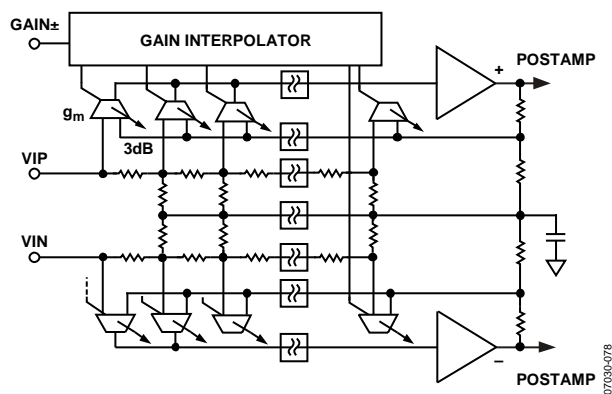 GAIN±
GAIN INTERPOLATOR
POSTAMP
+
gm
3dB
VIP
VIN
–
POSTAMP
07030-078